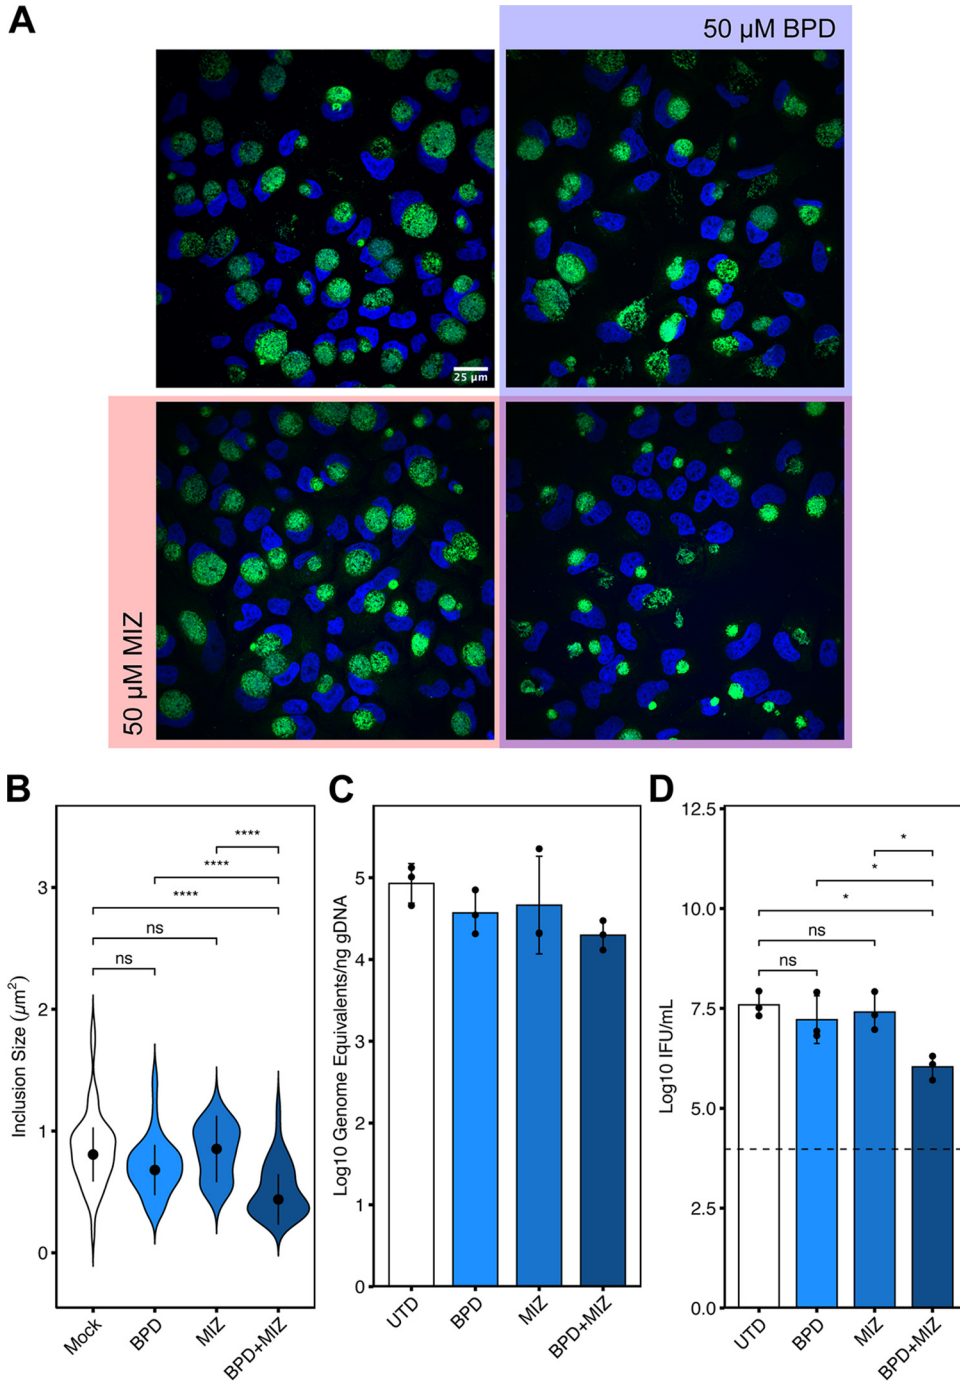 A
50 µM BPD
25 µm
50 µM MIZ
B
Inclusion Size (µm²)
3
2
1
0
****
****
****
ns
ns
Mock
BPD
MIZ
BPD+MIZ
C
Log10 Genome Equivalents/ng gDNA
5
4
3
2
1
0
UTD
BPD
MIZ
BPD+MIZ
D
Log10 IFU/mL
12.5
10.0
7.5
5.0
2.5
0.0
*
*
*
ns
ns
UTD
BPD
MIZ
BPD+MIZ